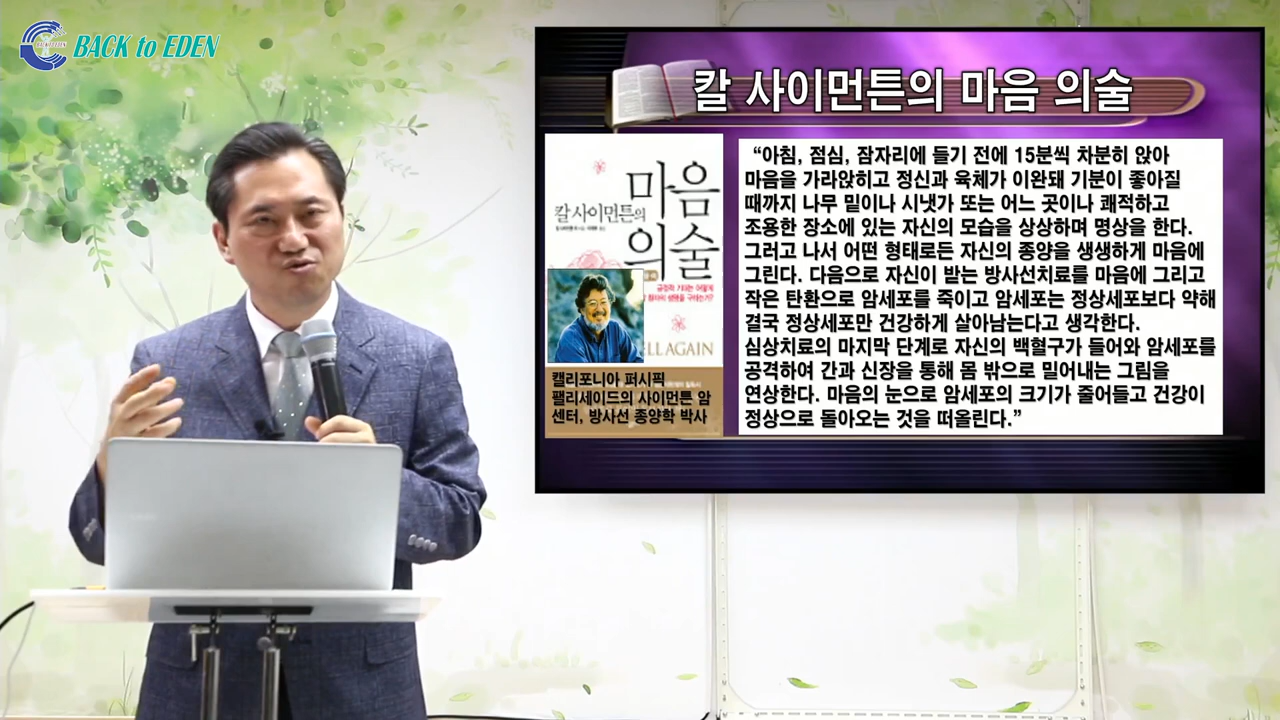 BACK to EDEN
칼 사이먼튼의 마음 의술
마음
칼 사이먼튼의
의술
ELL AGAIN
캘리포니아 퍼시픽
팰리세이드의 사이먼튼 암
센터, 방사선 종양학 박사
“아침, 점심, 잠자리에 들기 전에 15분씩 차분히 앉아
마음을 가라앉히고 정신과 육체가 이완돼 기분이 좋아질
때까지 나무 밑이나 시냇가 또는 어느 곳이나 쾌적하고
조용한 장소에 있는 자신의 모습을 상상하며 명상을 한다.
그러고 나서 어떤 형태로든 자신의 종양을 생생하게 마음에
그린다. 다음으로 자신이 받는 방사선치료를 마음에 그리고
작은 탄환으로 암세포를 죽이고 암세포는 정상세포보다 약해
결국 정상세포만 건강하게 살아남는다고 생각한다.
심상치료의 마지막 단계로 자신의 백혈구가 들어와 암세포를
공격하여 간과 신장을 통해 몸 밖으로 밀어내는 그림을
연상한다. 마음의 눈으로 암세포의 크기가 줄어들고 건강이
정상으로 돌아오는 것을 떠올린다.”